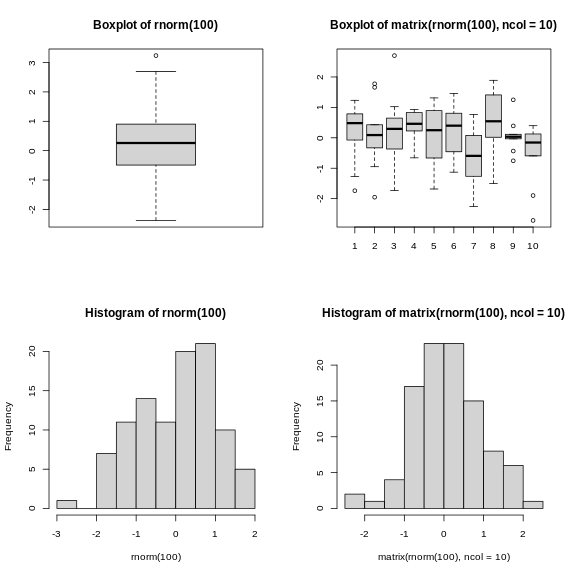 Boxplot of rnorm(100)
3
2
1
0
-1
-2
Boxplot of matrix(rnorm(100), ncol = 10)
2
1
0
-1
-2
1 2 3 4 5 6 7 8 9 10
Histogram of rnorm(100)
Frequency
20
15
10
5
0
-3 -2 -1 0 1 2
rnorm(100)
Histogram of matrix(rnorm(100), ncol = 10)
Frequency
20
15
10
5
0
-2 -1 0 1 2
matrix(rnorm(100), ncol = 10)